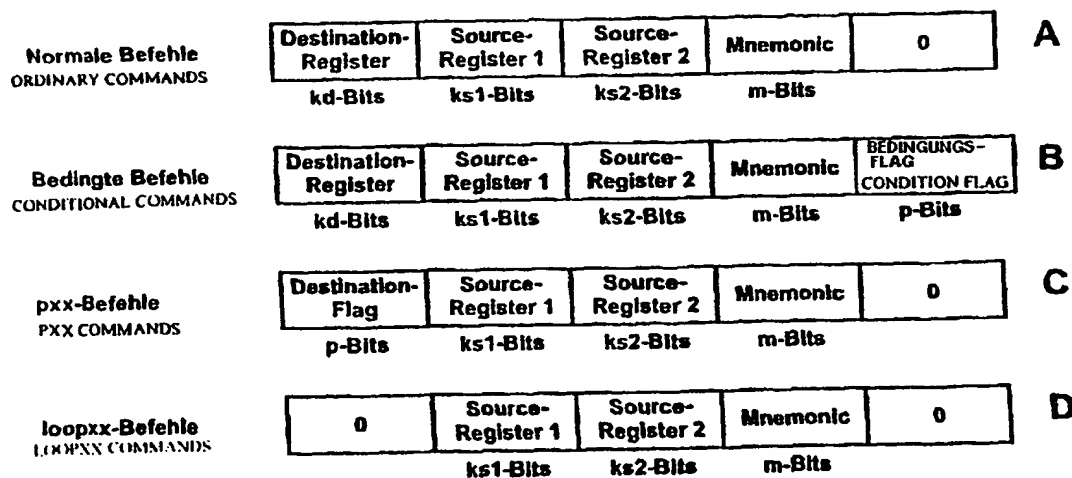 Normale Befehle
ORDINARY COMMANDS
Destination-
Register
Source-
Register 1
Source-
Register 2
Mnemonic
0
A
kd-Bits
ks1-Bits
ks2-Bits
m-Bits
Bedingte Befehle
CONDITIONAL COMMANDS
Destination-
Register
Source-
Register 1
Source-
Register 2
Mnemonic
BEDINGUNGS-
FLAG
CONDITION FLAG
B
kd-Bits
ks1-Bits
ks2-Bits
m-Bits
p-Bits
pxx-Befehle
PXX COMMANDS
Destination-
Flag
Source-
Register 1
Source-
Register 2
Mnemonic
0
C
p-Bits
ks1-Bits
ks2-Bits
m-Bits
loopxx-Befehle
LOOPXX COMMANDS
0
Source-
Register 1
Source-
Register 2
Mnemonic
0
D
ks1-Bits
ks2-Bits
m-Bits